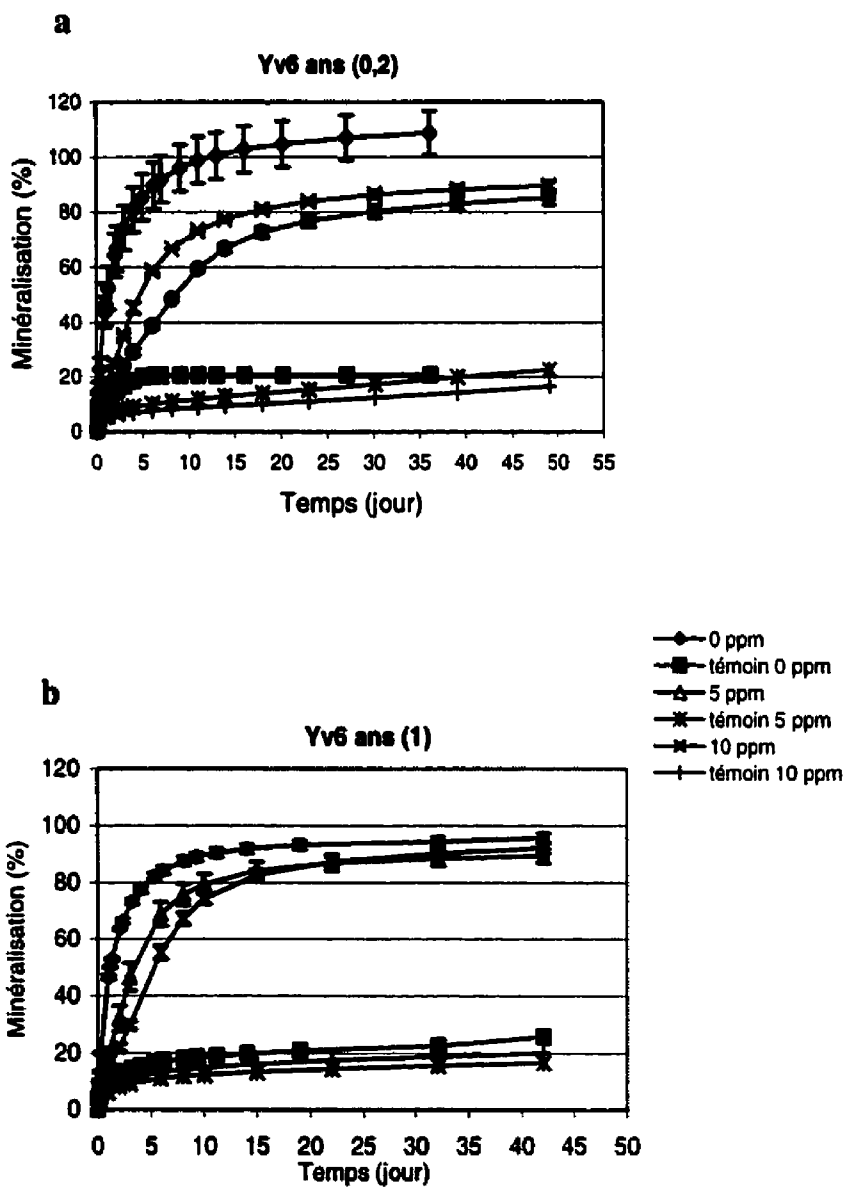 a
Yv6 ans (0,2)
Minéralisation (%)
120
100
80
60
40
20
0
0 5 10 15 20 25 30 35 40 45 50 55
Temps (jour)
0 ppm
témoin 0 ppm
5 ppm
témoin 5 ppm
10 ppm
témoin 10 ppm
b
Yv6 ans (1)
Minéralisation (%)
120
100
80
60
40
20
0
0 5 10 15 20 25 30 35 40 45 50
Temps (jour)